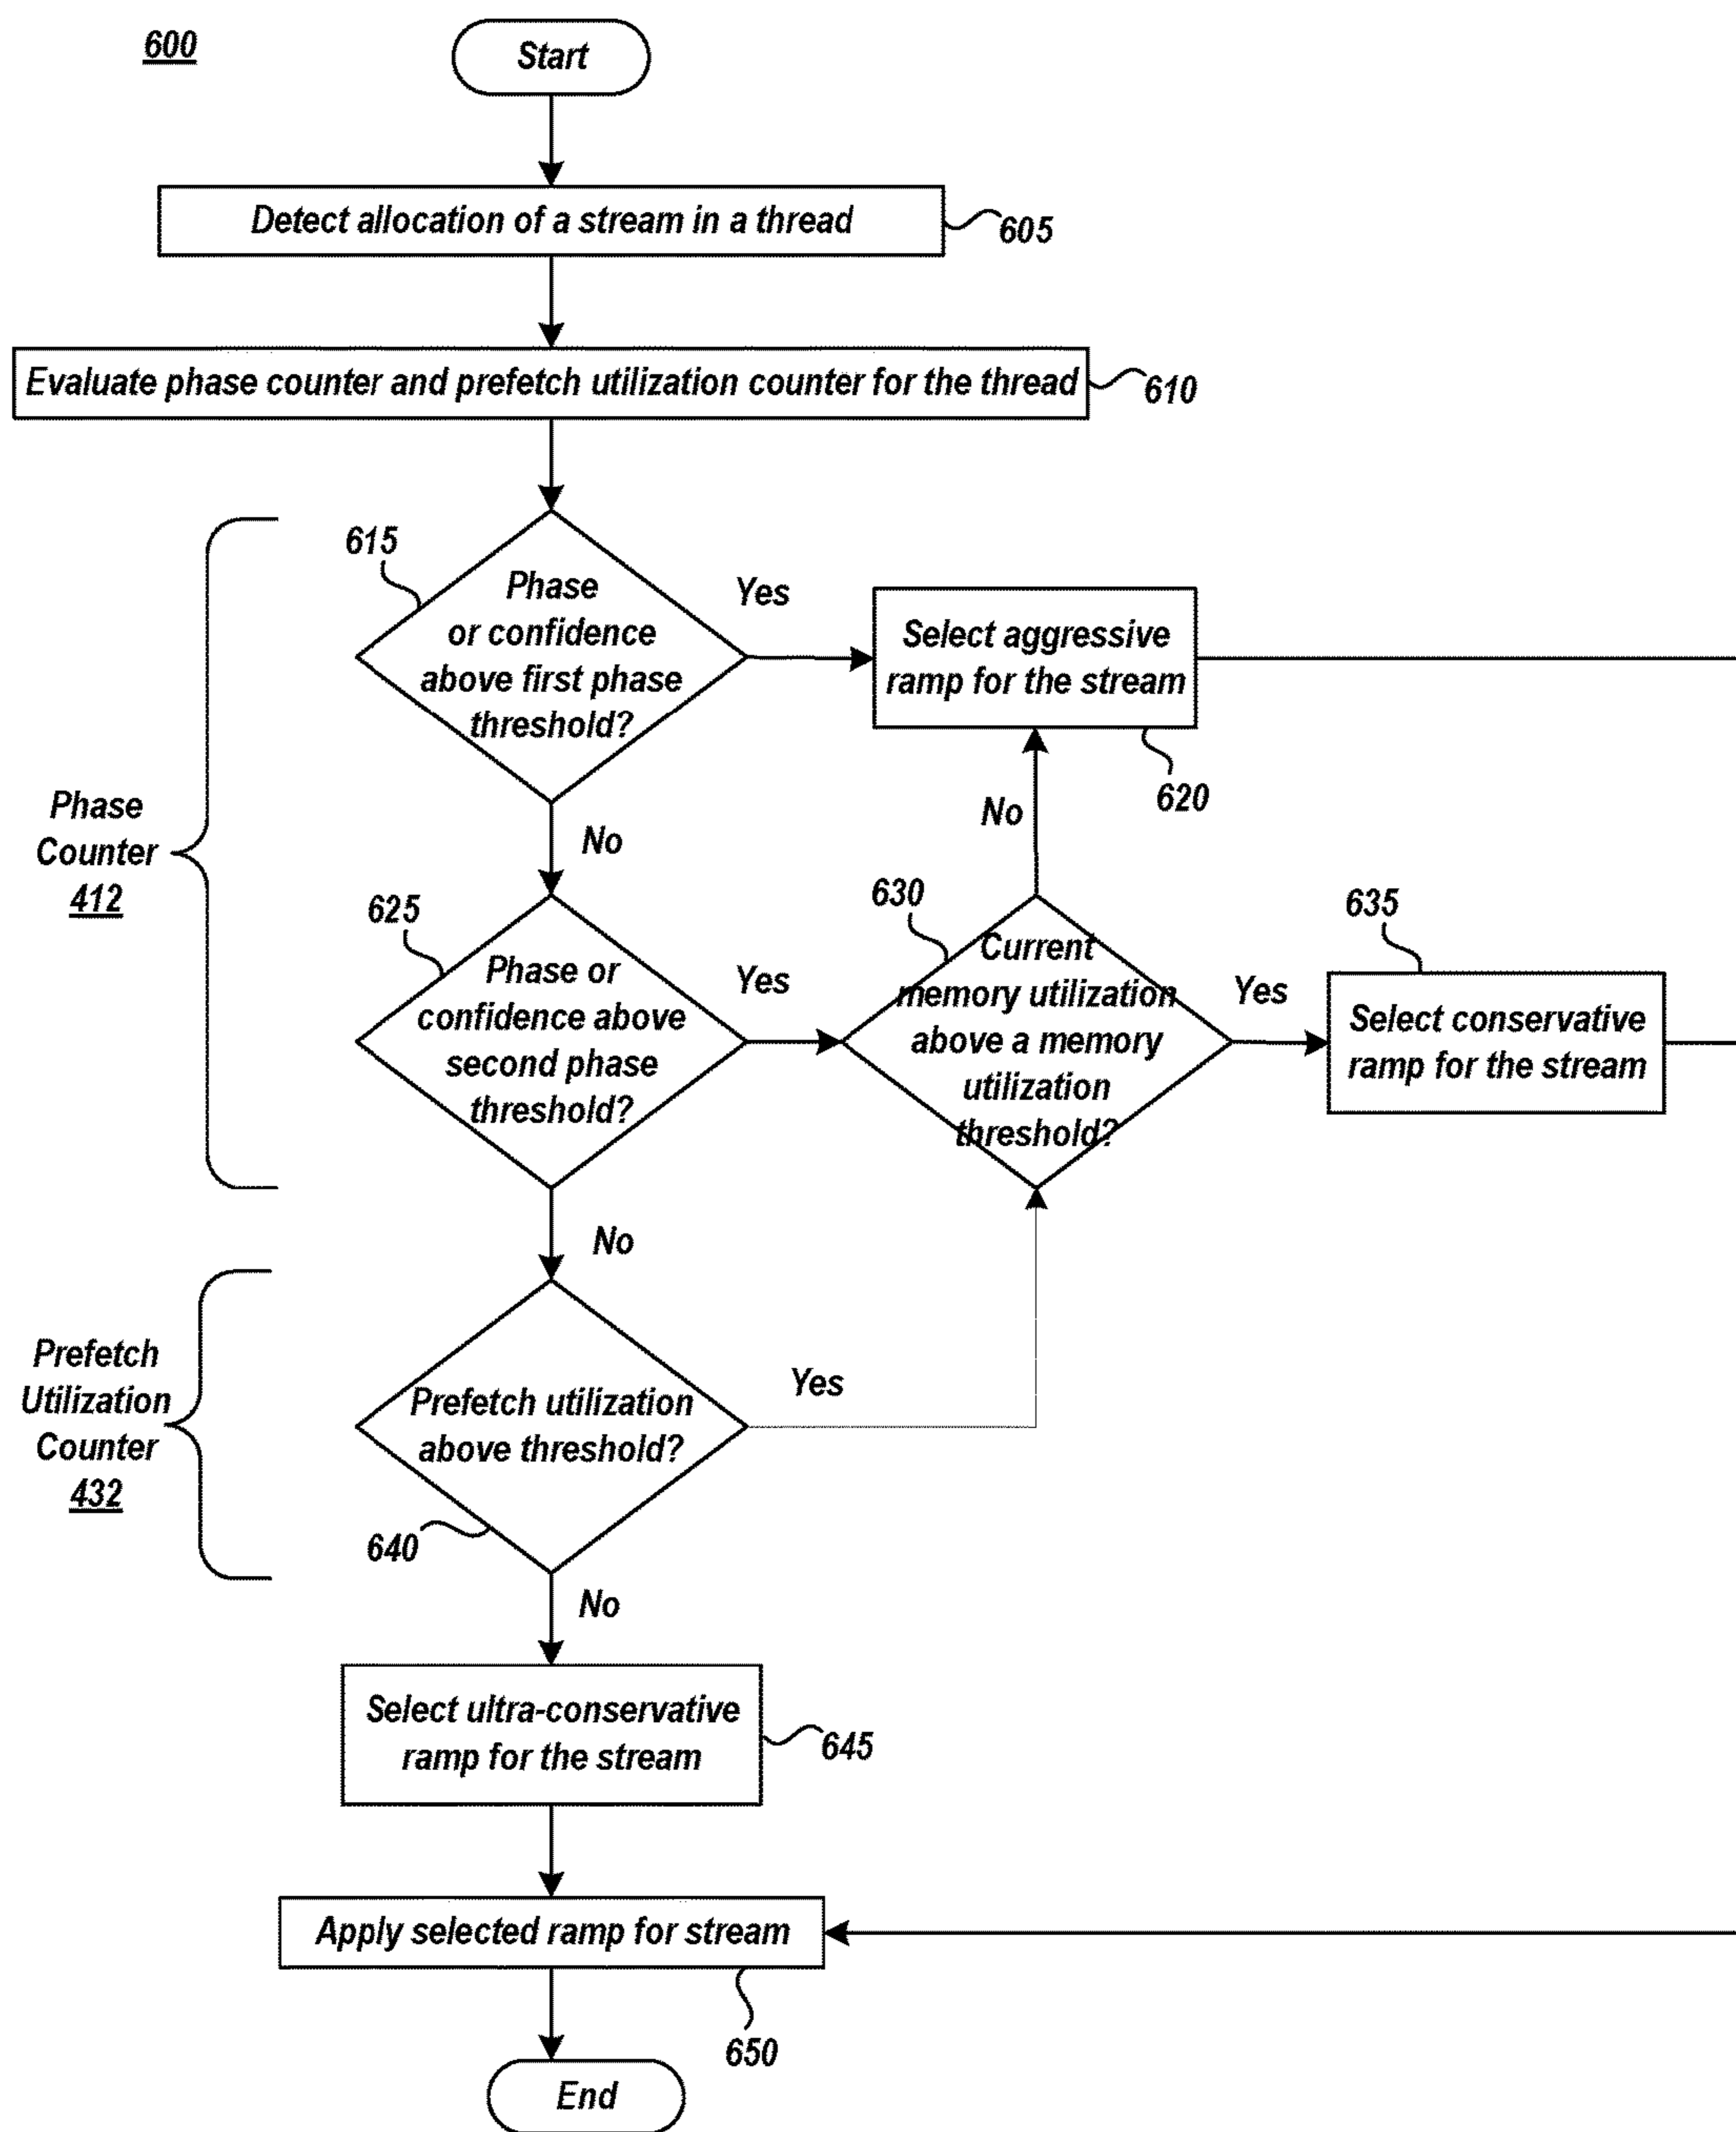 600
Start
Detect allocation of a stream in a thread
605
Evaluate phase counter and prefetch utilization counter for the thread
610
615
Phase
or confidence
above first phase
threshold?
Yes
Select aggressive
ramp for the stream
620
No
No
Phase
Counter
412
625
Phase or
confidence above
second phase
threshold?
Yes
630
Current
memory utilization
above a memory
utilization
threshold?
Yes
635
Select conservative
ramp for the stream
No
Prefetch
Utilization
Counter
432
Prefetch utilization
above threshold?
Yes
640
No
Select ultra-conservative
ramp for the stream
645
Apply selected ramp for stream
650
End